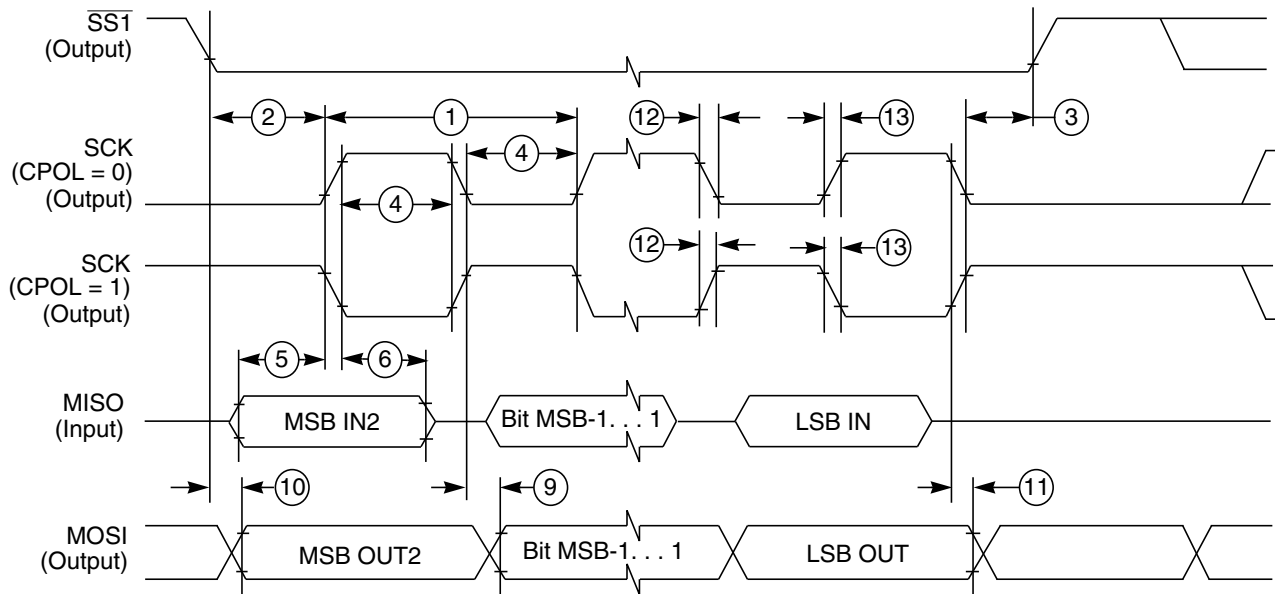 SS1
(Output)
2
1
12
13
3
SCK
(CPOL = 0)
(Output)
4
4
SCK
(CPOL = 1)
(Output)
12
13
5
6
MISO
(Input)
MSB IN2
Bit MSB-1. . . 1
LSB IN
10
9
11
MOSI
(Output)
MSB OUT2
Bit MSB-1. . . 1
LSB OUT